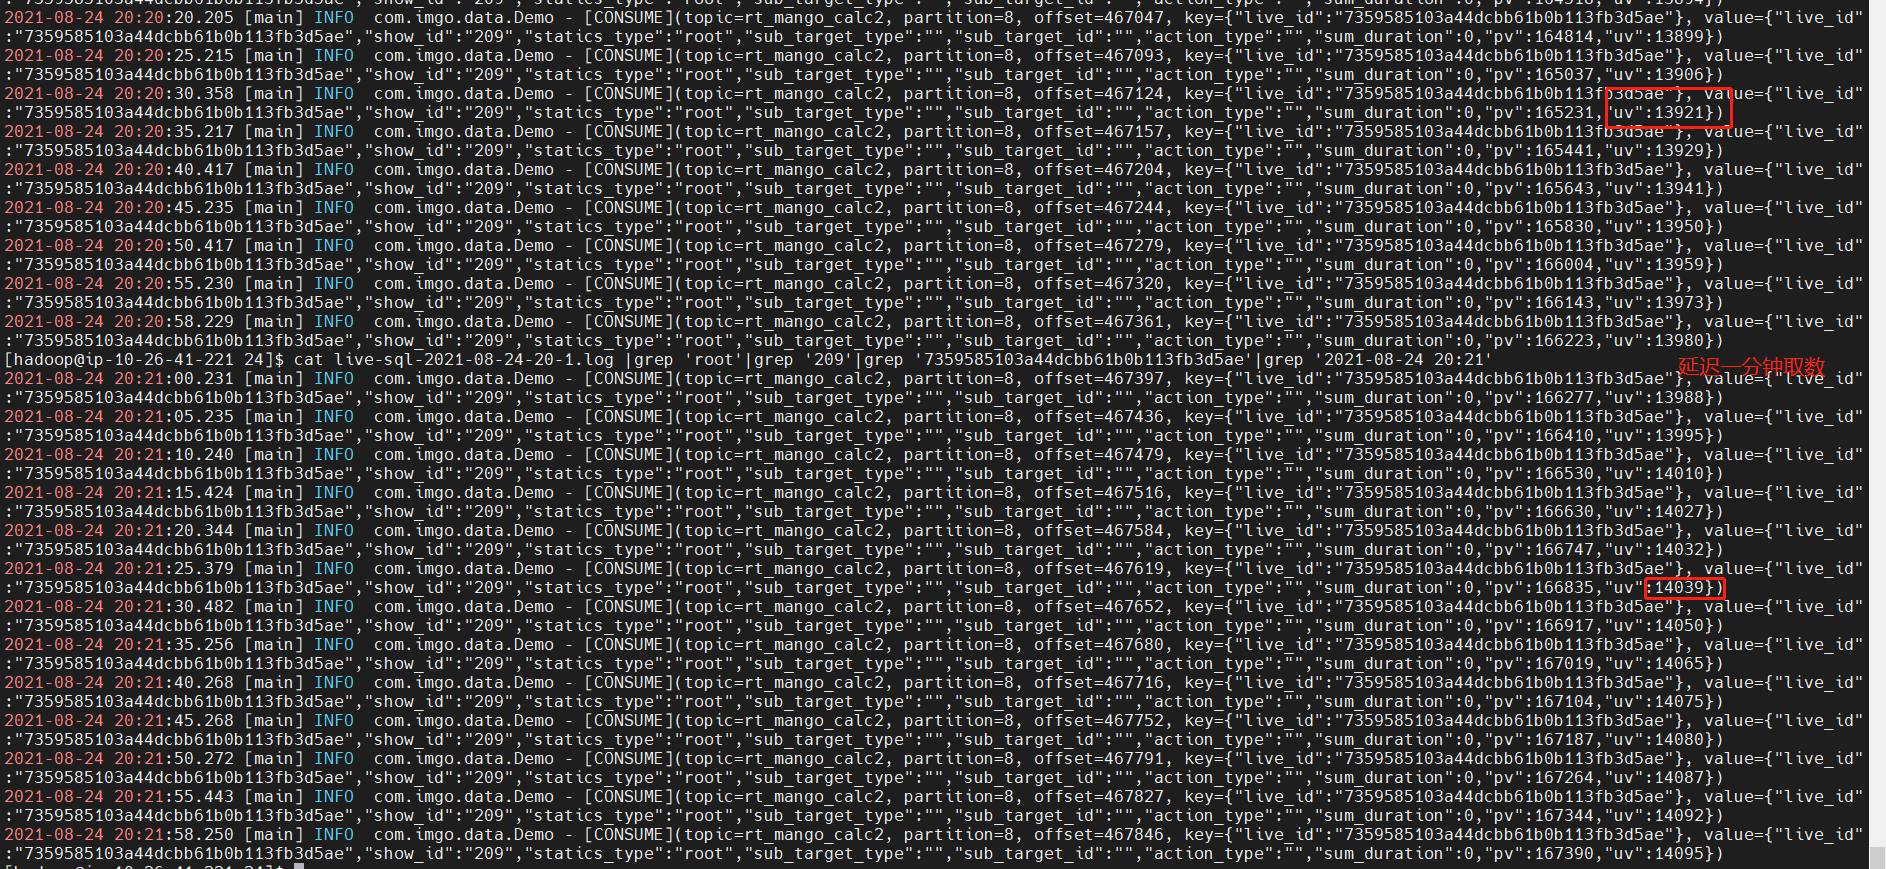 2021-08-24 20:20:20.205 [main] INFO  com.imgo.data.Demo - [CONSUME](topic=rt_mango_calc2, partition=8, offset=467047, key={"live_id":"7359585103a44dcbb61b0b113fb3d5ae"}, value={"live_id"
:"7359585103a44dcbb61b0b113fb3d5ae","show_id":"209","statics_type":"root","sub_target_type":"","sub_target_id":"","action_type":"","sum_duration":0,"pv":164814,"uv":13899})
2021-08-24 20:20:25.215 [main] INFO  com.imgo.data.Demo - [CONSUME](topic=rt_mango_calc2, partition=8, offset=467093, key={"live_id":"7359585103a44dcbb61b0b113fb3d5ae"}, value={"live_id"
:"7359585103a44dcbb61b0b113fb3d5ae","show_id":"209","statics_type":"root","sub_target_type":"","sub_target_id":"","action_type":"","sum_duration":0,"pv":165037,"uv":13906})
2021-08-24 20:20:30.358 [main] INFO  com.imgo.data.Demo - [CONSUME](topic=rt_mango_calc2, partition=8, offset=467124, key={"live_id":"7359585103a44dcbb61b0b113fb3d5ae"}, value={"live_id"
:"7359585103a44dcbb61b0b113fb3d5ae","show_id":"209","statics_type":"root","sub_target_type":"","sub_target_id":"","action_type":"","sum_duration":0,"pv":165231,"uv":13921})
2021-08-24 20:20:35.217 [main] INFO  com.imgo.data.Demo - [CONSUME](topic=rt_mango_calc2, partition=8, offset=467157, key={"live_id":"7359585103a44dcbb61b0b113fb3d5ae"}, value={"live_id"
:"7359585103a44dcbb61b0b113fb3d5ae","show_id":"209","statics_type":"root","sub_target_type":"","sub_target_id":"","action_type":"","sum_duration":0,"pv":165441,"uv":13929})
2021-08-24 20:20:40.417 [main] INFO  com.imgo.data.Demo - [CONSUME](topic=rt_mango_calc2, partition=8, offset=467204, key={"live_id":"7359585103a44dcbb61b0b113fb3d5ae"}, value={"live_id"
:"7359585103a44dcbb61b0b113fb3d5ae","show_id":"209","statics_type":"root","sub_target_type":"","sub_target_id":"","action_type":"","sum_duration":0,"pv":165643,"uv":13941})
2021-08-24 20:20:45.235 [main] INFO  com.imgo.data.Demo - [CONSUME](topic=rt_mango_calc2, partition=8, offset=467244, key={"live_id":"7359585103a44dcbb61b0b113fb3d5ae"}, value={"live_id"
:"7359585103a44dcbb61b0b113fb3d5ae","show_id":"209","statics_type":"root","sub_target_type":"","sub_target_id":"","action_type":"","sum_duration":0,"pv":165830,"uv":13950})
2021-08-24 20:20:50.417 [main] INFO  com.imgo.data.Demo - [CONSUME](topic=rt_mango_calc2, partition=8, offset=467279, key={"live_id":"7359585103a44dcbb61b0b113fb3d5ae"}, value={"live_id"
:"7359585103a44dcbb61b0b113fb3d5ae","show_id":"209","statics_type":"root","sub_target_type":"","sub_target_id":"","action_type":"","sum_duration":0,"pv":166004,"uv":13959})
2021-08-24 20:20:55.230 [main] INFO  com.imgo.data.Demo - [CONSUME](topic=rt_mango_calc2, partition=8, offset=467320, key={"live_id":"7359585103a44dcbb61b0b113fb3d5ae"}, value={"live_id"
:"7359585103a44dcbb61b0b113fb3d5ae","show_id":"209","statics_type":"root","sub_target_type":"","sub_target_id":"","action_type":"","sum_duration":0,"pv":166143,"uv":13973})
2021-08-24 20:20:58.229 [main] INFO  com.imgo.data.Demo - [CONSUME](topic=rt_mango_calc2, partition=8, offset=467361, key={"live_id":"7359585103a44dcbb61b0b113fb3d5ae"}, value={"live_id"
:"7359585103a44dcbb61b0b113fb3d5ae","show_id":"209","statics_type":"root","sub_target_type":"","sub_target_id":"","action_type":"","sum_duration":0,"pv":166223,"uv":13980})
[hadoop@ip-10-26-41-221 24]$ cat live-sql-2021-08-24-20-1.log |grep 'root'|grep '209'|grep '7359585103a44dcbb61b0b113fb3d5ae'|grep '2021-08-24 20:21'
延迟一分钟取数
2021-08-24 20:21:00.231 [main] INFO  com.imgo.data.Demo - [CONSUME](topic=rt_mango_calc2, partition=8, offset=467397, key={"live_id":"7359585103a44dcbb61b0b113fb3d5ae"}, value={"live_id"
:"7359585103a44dcbb61b0b113fb3d5ae","show_id":"209","statics_type":"root","sub_target_type":"","sub_target_id":"","action_type":"","sum_duration":0,"pv":166277,"uv":13988})
2021-08-24 20:21:05.235 [main] INFO  com.imgo.data.Demo - [CONSUME](topic=rt_mango_calc2, partition=8, offset=467436, key={"live_id":"7359585103a44dcbb61b0b113fb3d5ae"}, value={"live_id"
:"7359585103a44dcbb61b0b113fb3d5ae","show_id":"209","statics_type":"root","sub_target_type":"","sub_target_id":"","action_type":"","sum_duration":0,"pv":166410,"uv":13995})
2021-08-24 20:21:10.240 [main] INFO  com.imgo.data.Demo - [CONSUME](topic=rt_mango_calc2, partition=8, offset=467479, key={"live_id":"7359585103a44dcbb61b0b113fb3d5ae"}, value={"live_id"
:"7359585103a44dcbb61b0b113fb3d5ae","show_id":"209","statics_type":"root","sub_target_type":"","sub_target_id":"","action_type":"","sum_duration":0,"pv":166530,"uv":14010})
2021-08-24 20:21:15.424 [main] INFO  com.imgo.data.Demo - [CONSUME](topic=rt_mango_calc2, partition=8, offset=467516, key={"live_id":"7359585103a44dcbb61b0b113fb3d5ae"}, value={"live_id"
:"7359585103a44dcbb61b0b113fb3d5ae","show_id":"209","statics_type":"root","sub_target_type":"","sub_target_id":"","action_type":"","sum_duration":0,"pv":166630,"uv":14027})
2021-08-24 20:21:20.344 [main] INFO  com.imgo.data.Demo - [CONSUME](topic=rt_mango_calc2, partition=8, offset=467584, key={"live_id":"7359585103a44dcbb61b0b113fb3d5ae"}, value={"live_id"
:"7359585103a44dcbb61b0b113fb3d5ae","show_id":"209","statics_type":"root","sub_target_type":"","sub_target_id":"","action_type":"","sum_duration":0,"pv":166747,"uv":14032})
2021-08-24 20:21:25.379 [main] INFO  com.imgo.data.Demo - [CONSUME](topic=rt_mango_calc2, partition=8, offset=467619, key={"live_id":"7359585103a44dcbb61b0b113fb3d5ae"}, value={"live_id"
:"7359585103a44dcbb61b0b113fb3d5ae","show_id":"209","statics_type":"root","sub_target_type":"","sub_target_id":"","action_type":"","sum_duration":0,"pv":166835,"uv":14039})
2021-08-24 20:21:30.482 [main] INFO  com.imgo.data.Demo - [CONSUME](topic=rt_mango_calc2, partition=8, offset=467652, key={"live_id":"7359585103a44dcbb61b0b113fb3d5ae"}, value={"live_id"
:"7359585103a44dcbb61b0b113fb3d5ae","show_id":"209","statics_type":"root","sub_target_type":"","sub_target_id":"","action_type":"","sum_duration":0,"pv":166917,"uv":14050})
2021-08-24 20:21:35.256 [main] INFO  com.imgo.data.Demo - [CONSUME](topic=rt_mango_calc2, partition=8, offset=467680, key={"live_id":"7359585103a44dcbb61b0b113fb3d5ae"}, value={"live_id"
:"7359585103a44dcbb61b0b113fb3d5ae","show_id":"209","statics_type":"root","sub_target_type":"","sub_target_id":"","action_type":"","sum_duration":0,"pv":167019,"uv":14065})
2021-08-24 20:21:40.268 [main] INFO  com.imgo.data.Demo - [CONSUME](topic=rt_mango_calc2, partition=8, offset=467716, key={"live_id":"7359585103a44dcbb61b0b113fb3d5ae"}, value={"live_id"
:"7359585103a44dcbb61b0b113fb3d5ae","show_id":"209","statics_type":"root","sub_target_type":"","sub_target_id":"","action_type":"","sum_duration":0,"pv":167104,"uv":14075})
2021-08-24 20:21:45.268 [main] INFO  com.imgo.data.Demo - [CONSUME](topic=rt_mango_calc2, partition=8, offset=467752, key={"live_id":"7359585103a44dcbb61b0b113fb3d5ae"}, value={"live_id"
:"7359585103a44dcbb61b0b113fb3d5ae","show_id":"209","statics_type":"root","sub_target_type":"","sub_target_id":"","action_type":"","sum_duration":0,"pv":167187,"uv":14080})
2021-08-24 20:21:50.272 [main] INFO  com.imgo.data.Demo - [CONSUME](topic=rt_mango_calc2, partition=8, offset=467791, key={"live_id":"7359585103a44dcbb61b0b113fb3d5ae"}, value={"live_id"
:"7359585103a44dcbb61b0b113fb3d5ae","show_id":"209","statics_type":"root","sub_target_type":"","sub_target_id":"","action_type":"","sum_duration":0,"pv":167264,"uv":14087})
2021-08-24 20:21:55.443 [main] INFO  com.imgo.data.Demo - [CONSUME](topic=rt_mango_calc2, partition=8, offset=467827, key={"live_id":"7359585103a44dcbb61b0b113fb3d5ae"}, value={"live_id"
:"7359585103a44dcbb61b0b113fb3d5ae","show_id":"209","statics_type":"root","sub_target_type":"","sub_target_id":"","action_type":"","sum_duration":0,"pv":167344,"uv":14092})
2021-08-24 20:21:58.250 [main] INFO  com.imgo.data.Demo - [CONSUME](topic=rt_mango_calc2, partition=8, offset=467846, key={"live_id":"7359585103a44dcbb61b0b113fb3d5ae"}, value={"live_id"
:"7359585103a44dcbb61b0b113fb3d5ae","show_id":"209","statics_type":"root","sub_target_type":"","sub_target_id":"","action_type":"","sum_duration":0,"pv":167390,"uv":14095})